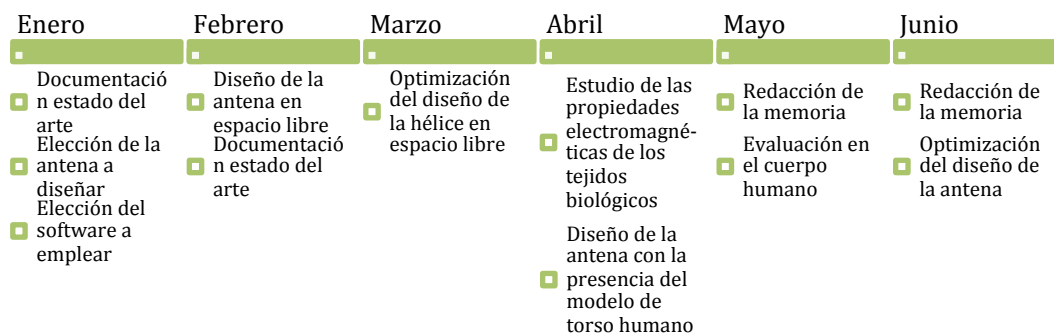 Enero
Documentació
n estado del
arte
Elección de la
antena a
diseñar
Elección del
software a
emplear
Febrero
Diseño de la
antena en
espacio libre
Documentació
n estado del
arte
Marzo
Optimización
del diseño de
la hélice en
espacio libre
Abril
Estudio de las
propiedades
electromagné-
ticas de los
tejidos
biológicos
Diseño de la
antena con la
presencia del
modelo de
torso humano
Mayo
Redacción de
la memoria
Evaluación en
el cuerpo
humano
Junio
Redacción de
la memoria
Optimización
del diseño de
la antena